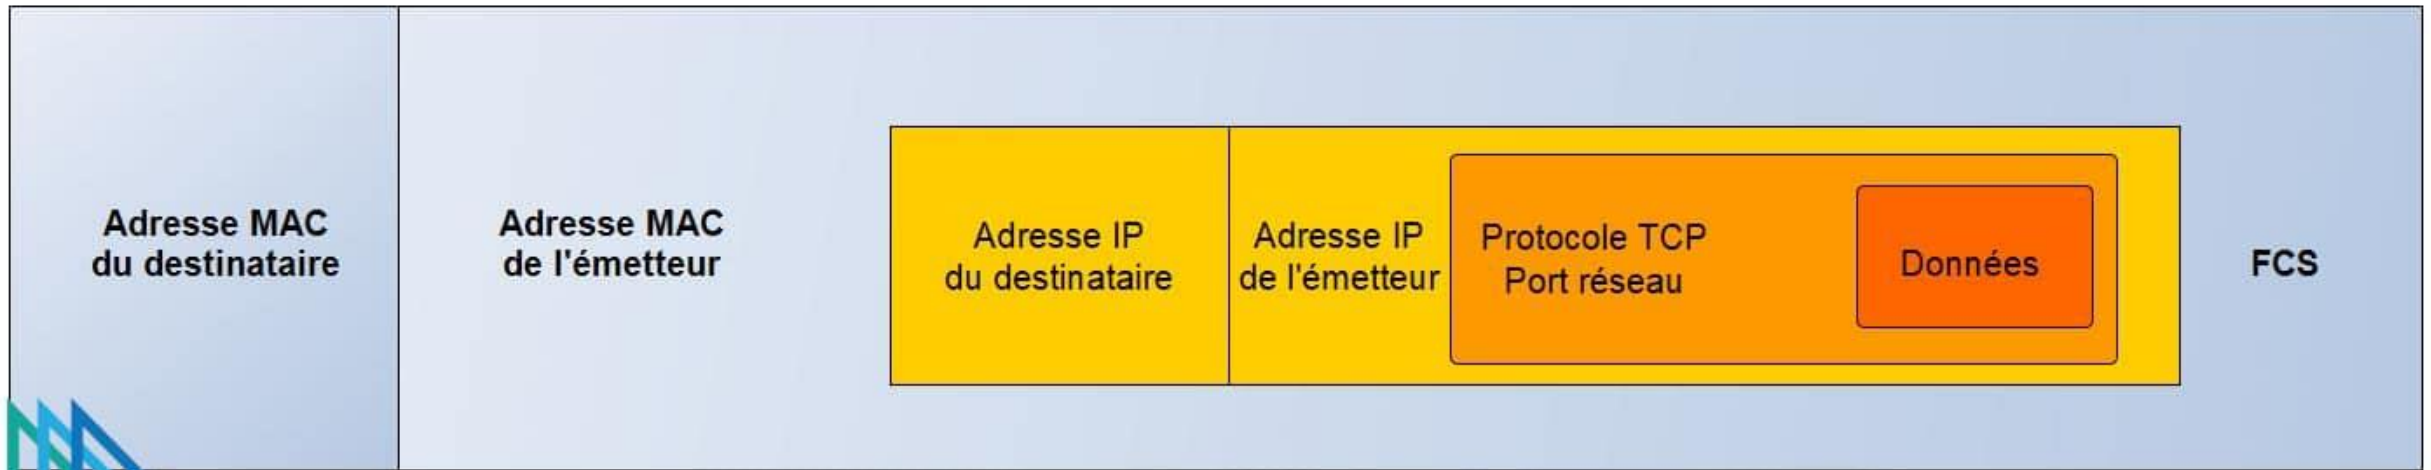 Adresse MAC
du destinataire
Adresse MAC
de l'émetteur
Adresse IP
du destinataire
Adresse IP
de l'émetteur
Protocole TCP
Port réseau
Données
FCS